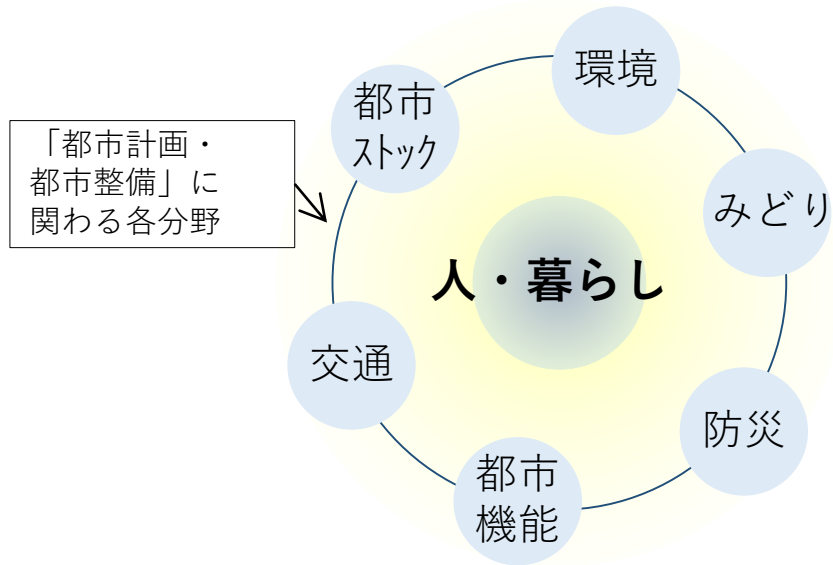 環境
都市
ｽﾄｯｸ
「都市計画・
都市整備」に
関わる各分野
みどり
人・暮らし
交通
防災
都市
機能